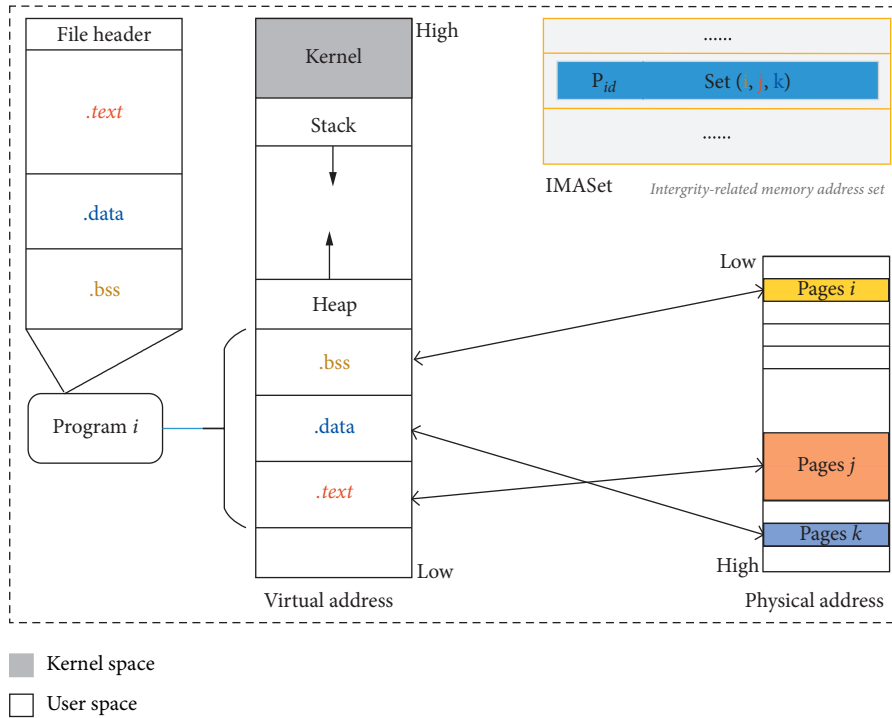 File header
.text
.data
.bss
Program i
Kernel
Stack
Heap
.bss
.data
.text
High
Low
Virtual address
......
P_id Set (i, j, k)
......
IMASet
Intergrity-related memory address set
Low
Pages i
Pages j
Pages k
High
Physical address
Kernel space
User space